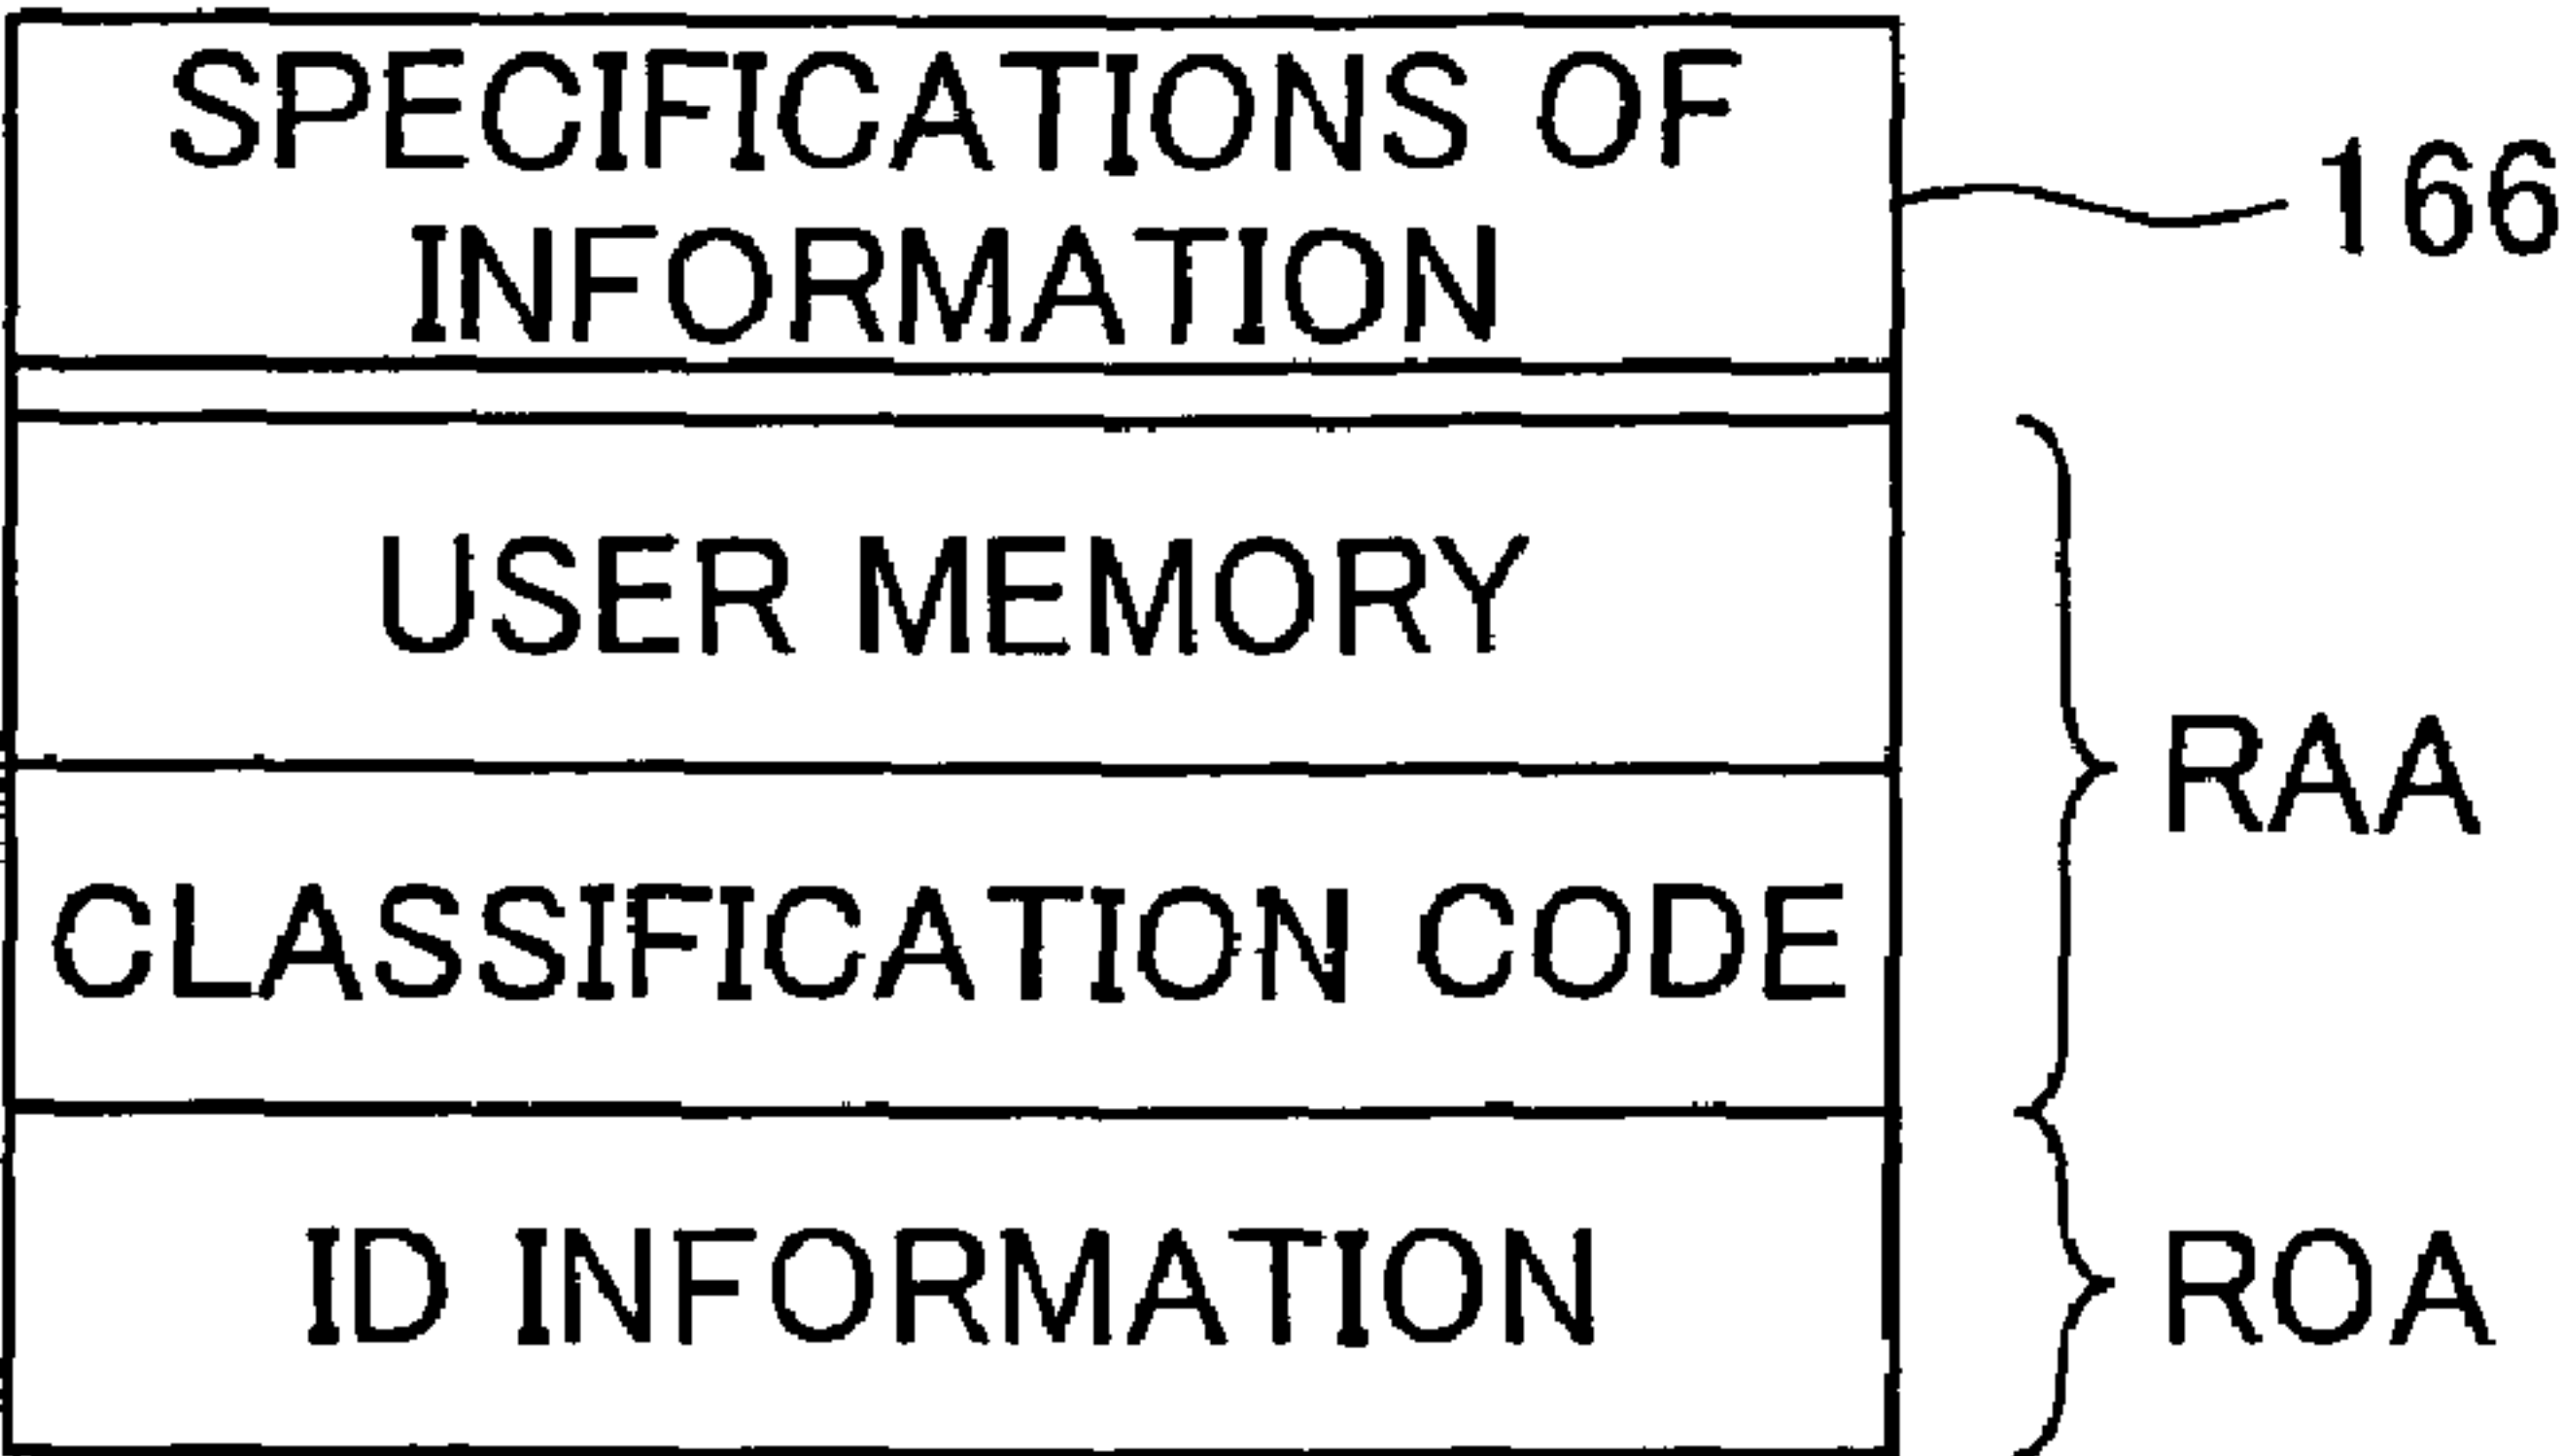 SPECIFICATIONS OF
INFORMATION
166
USER MEMORY
RAA
CLASSIFICATION CODE
ID INFORMATION
ROA